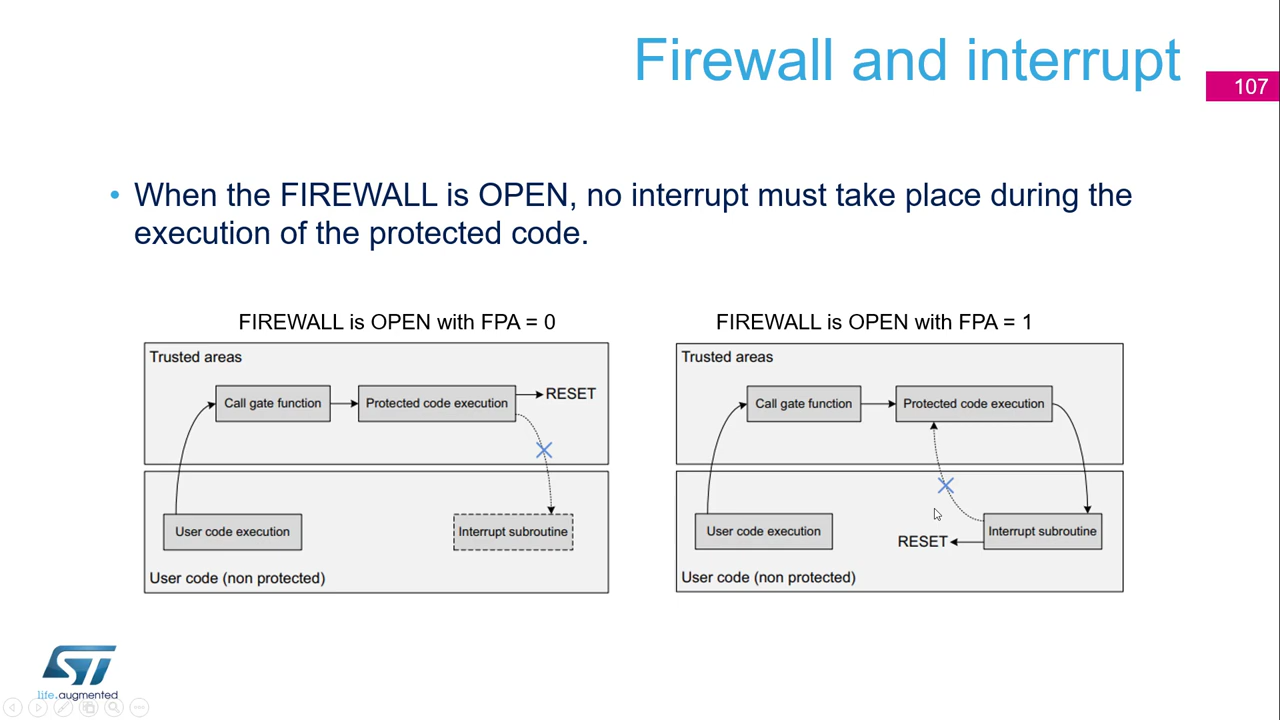 Firewall and interrupt
107
• When the FIREWALL is OPEN, no interrupt must take place during the
execution of the protected code.
FIREWALL is OPEN with FPA = 0
Trusted areas
Call gate function
Protected code execution
RESET
User code execution
Interrupt subroutine
User code (non protected)
FIREWALL is OPEN with FPA = 1
Trusted areas
Call gate function
Protected code execution
User code execution
RESET
Interrupt subroutine
User code (non protected)
ST
life.augmented